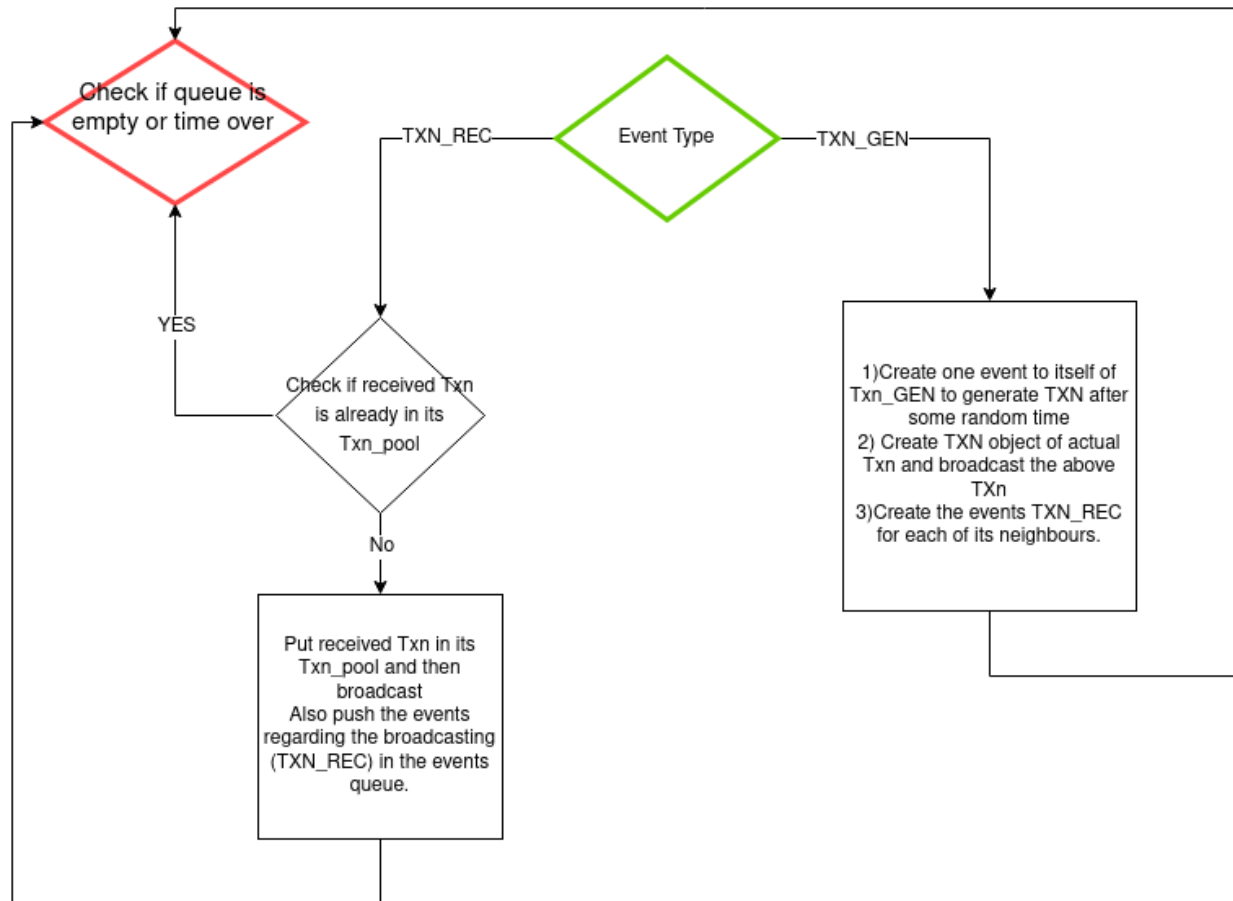 Check if queue is
empty or time over
TXN_REC
Event Type
TXN_GEN
YES
Check if received Txn
is already in its
Txn_pool
No
Put received Txn in its
Txn_pool and then
broadcast
Also push the events
regarding the broadcasting
(TXN_REC) in the events
queue.
1)Create one event to itself of
Txn_GEN to generate TXN after
some random time
2) Create TXN object of actual
Txn and broadcast the above
TXn
3)Create the events TXN_REC
for each of its neighbours.